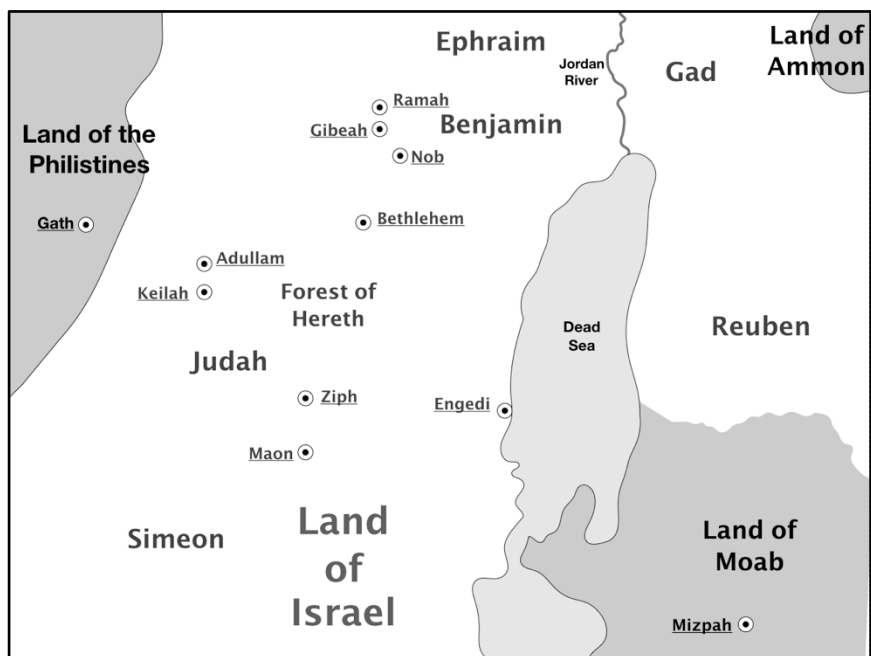 Ephraim
Land of
Ammon
Jordan
River
Gad
Ramah
Gibeah
Benjamin
Land of the
Philistines
Nob
Gath
Bethlehem
Adullam
Keilah
Forest of
Hereth
Dead
Sea
Reuben
Judah
Ziph
Engedi
Maon
Simeon
Land
of
Israel
Land of
Moab
Mizpah